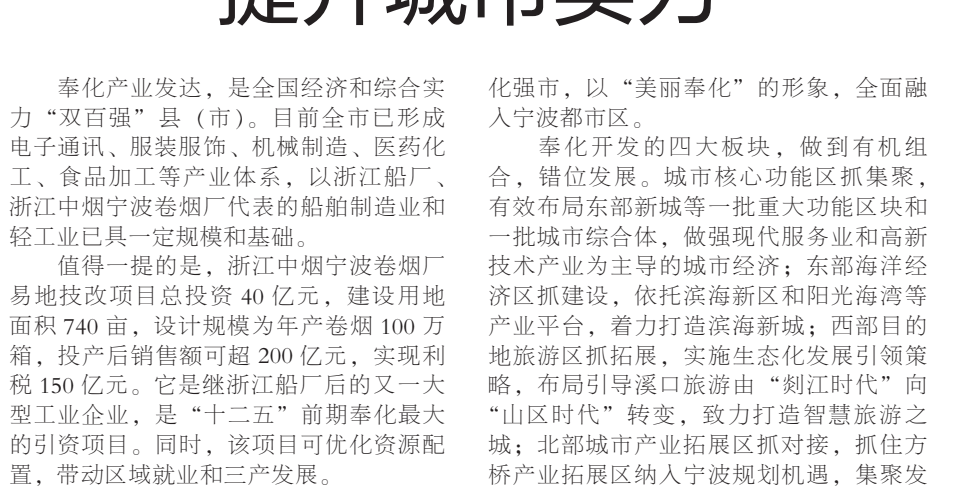 提升城市实力
奉化产业发达，是全国经济和综合实
力“双百强”县（市）。目前全市已形成
电子通讯、服装服饰、机械制造、医药化
工、食品加工等产业体系，以浙江船厂、
浙江中烟宁波卷烟厂代表的船舶制造业和
轻工业已具一定规模和基础。
值得一提的是，浙江中烟宁波卷烟厂
易地技改项目总投资 40 亿元，建设用地
面积 740 亩，设计规模为年产卷烟 100 万
箱，投产后销售额可超 200 亿元，实现利
税 150 亿元。它是继浙江船厂后的又一大
型工业企业，是“十二五”前期奉化最大
的引资项目。同时，该项目可优化资源配
置，带动区域就业和三产发展。
化强市，以“美丽奉化”的形象，全面融
入宁波都市区。
奉化开发的四大板块，做到有机组
合，错位发展。城市核心功能区抓集聚，
有效布局东部新城等一批重大功能区块和
一批城市综合体，做强现代服务业和高新
技术产业为主导的城市经济；东部海洋经
济区抓建设，依托滨海新区和阳光海湾等
产业平台，着力打造滨海新城；西部目的
地旅游区抓拓展，实施生态化发展引领策
略，布局引导溪口旅游由“剡江时代”向
“山区时代”转变，致力打造智慧旅游之
城；北部城市产业拓展区抓对接，抓住方
桥产业拓展区纳入宁波规划机遇，集聚发